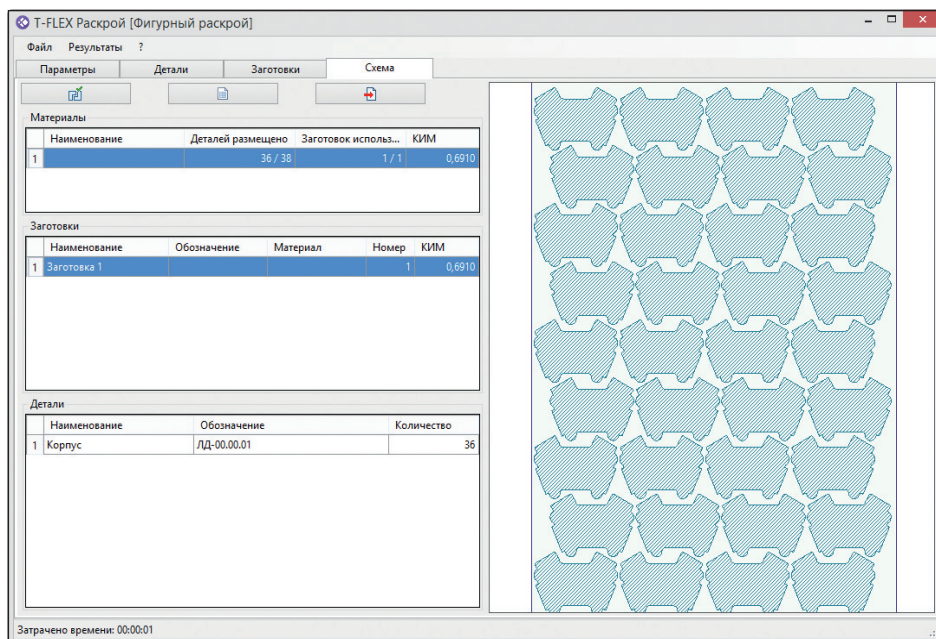 T-FLEX Раскрой [Фигурный раскрой]
Файл Результаты ?
Параметры Детали Заготовки Схема
Материалы
Наименование Деталей размещено Заготовок использ... КИМ
1 36 / 38 1 / 1 0,6910
Заготовки
Наименование Обозначение Материал Номер КИМ
1 Заготовка 1 1 0,6910
Детали
Наименование Обозначение Количество
1 Корпус ЛД-00.00.01 36
Затрачено времени: 00:00:01